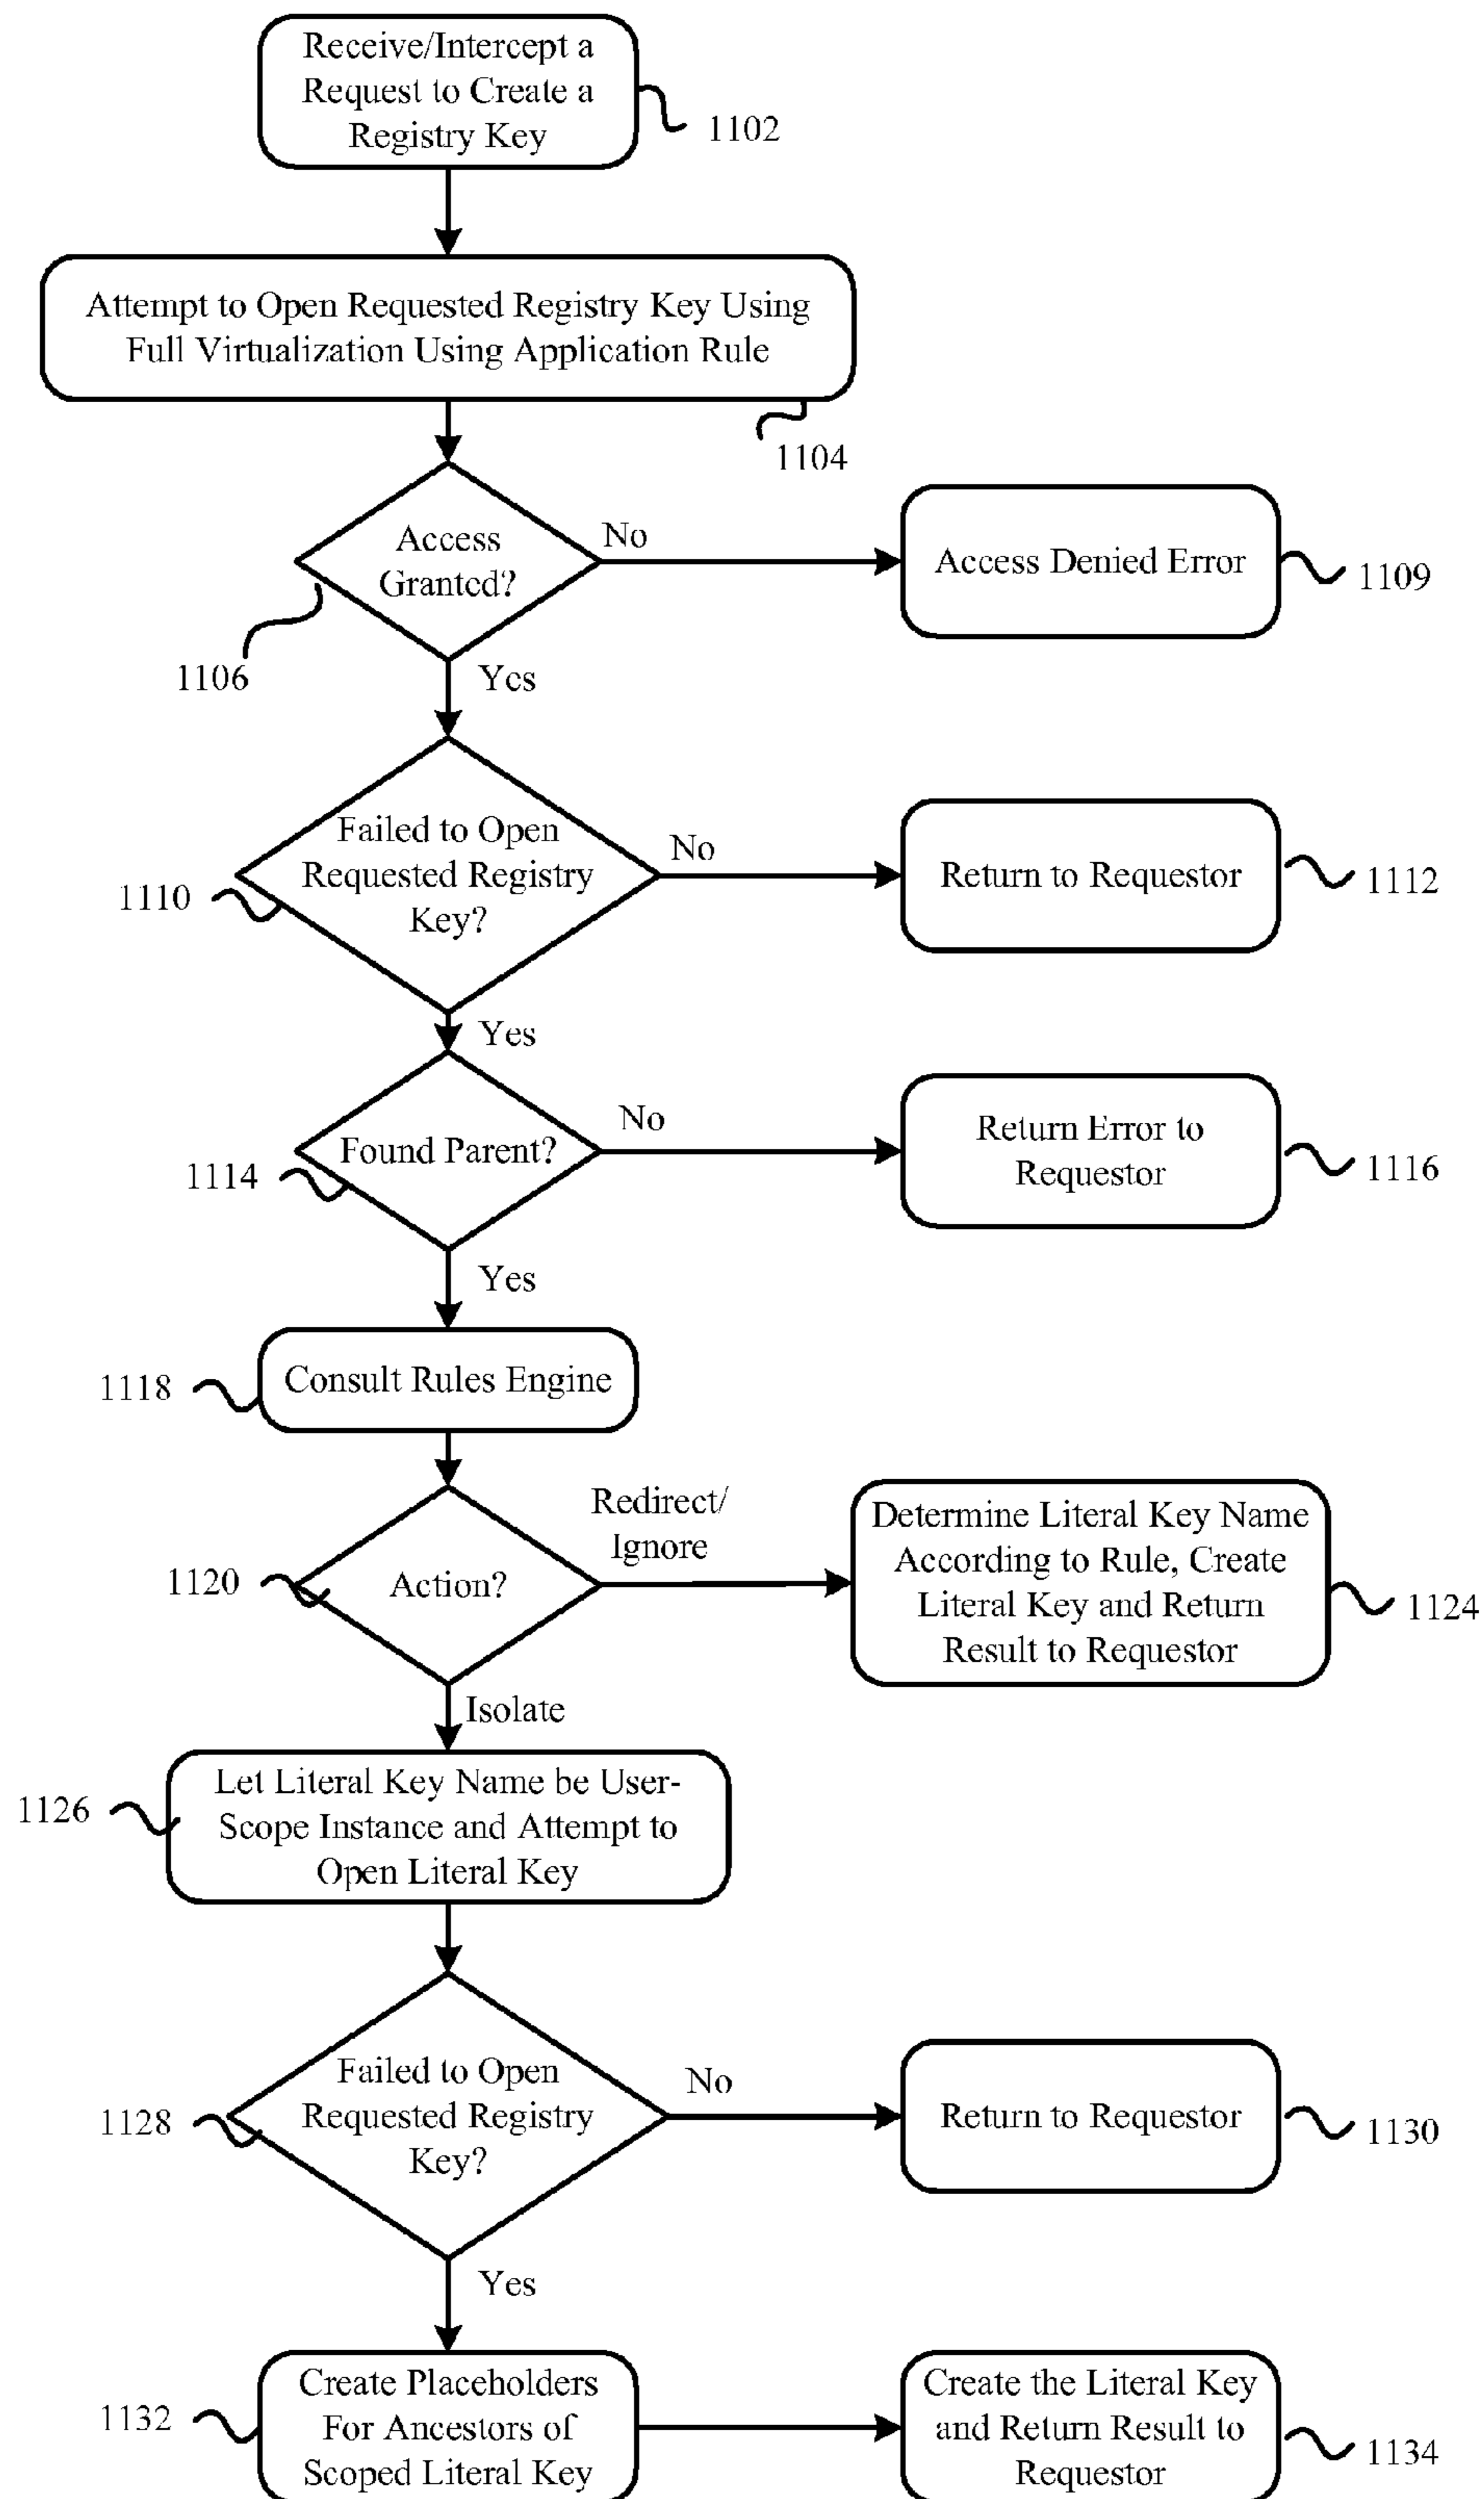 Receive/Intercept a
Request to Create a
Registry Key
1102
Attempt to Open Requested Registry Key Using
Full Virtualization Using Application Rule
1104
Access
Granted?
No
Access Denied Error
1109
1106
Yes
Failed to Open
Requested Registry
Key?
No
Return to Requestor
1110
1112
Yes
Found Parent?
No
Return Error to
Requestor
1114
1116
Yes
Consult Rules Engine
1118
Action?
Redirect/
Ignore
Determine Literal Key Name
According to Rule, Create
Literal Key and Return
Result to Requestor
1120
1124
Isolate
Let Literal Key Name be User-
Scope Instance and Attempt to
Open Literal Key
1126
Failed to Open
Requested Registry
Key?
No
Return to Requestor
1128
1130
Yes
Create Placeholders
For Ancestors of
Scoped Literal Key
1132
Create the Literal Key
and Return Result to
Requestor
1134